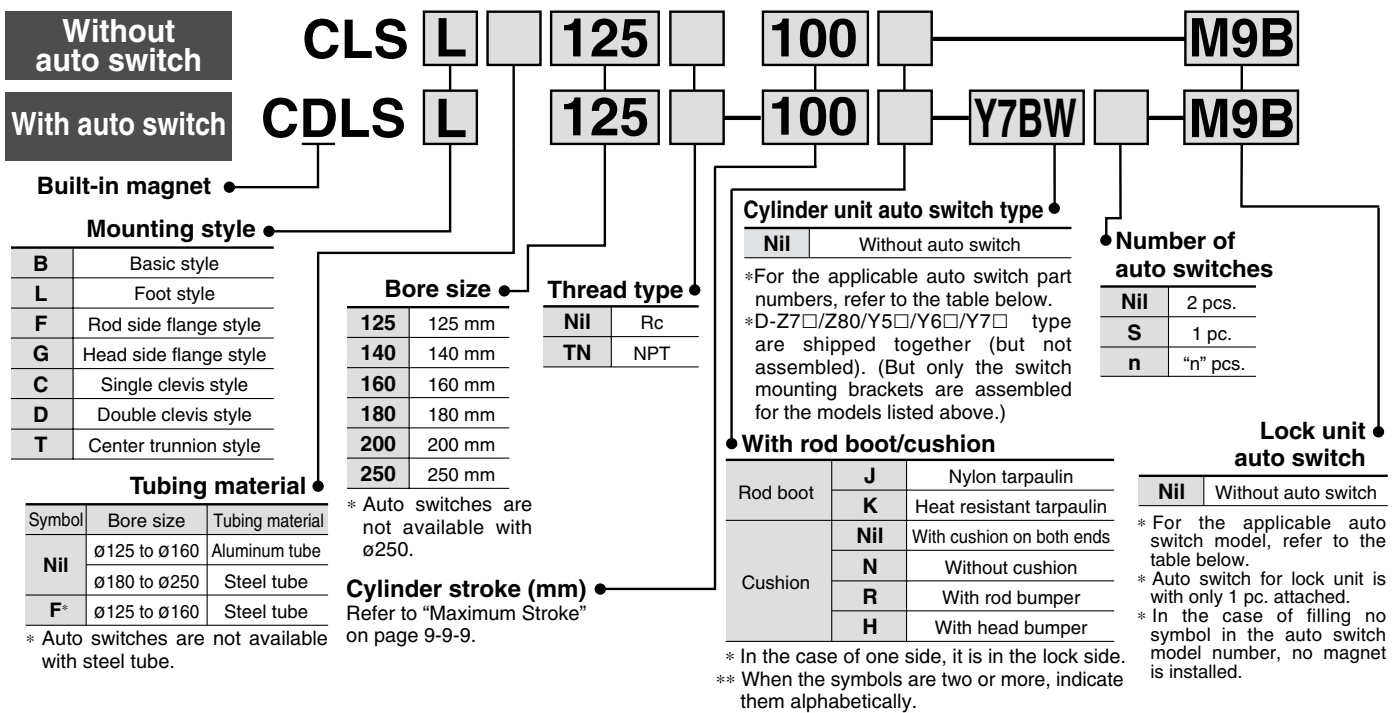 Without
auto switch
CLS L 125 100 M9B
With auto switch
CDLS L 125 100 Y7BW M9B
Built-in magnet
Mounting style
B Basic style
L Foot style
F Rod side flange style
G Head side flange style
C Single clevis style
D Double clevis style
T Center trunnion style
Tubing material
Symbol Bore size Tubing material
Nil ø125 to ø160 Aluminum tube
ø180 to ø250 Steel tube
F* ø125 to ø160 Steel tube
* Auto switches are not available
with steel tube.
Bore size
125 125 mm
140 140 mm
160 160 mm
180 180 mm
200 200 mm
250 250 mm
* Auto switches are
not available with
ø250.
Cylinder stroke (mm)
Refer to “Maximum Stroke”
on page 9-9-9.
Thread type
Nil Rc
TN NPT
Cylinder unit auto switch type
Nil Without auto switch
*For the applicable auto switch part
numbers, refer to the table below.
*D-Z7□/Z80/Y5□/Y6□/Y7□ type
are shipped together (but not
assembled). (But only the switch
mounting brackets are assembled
for the models listed above.)
With rod boot/cushion
Rod boot J Nylon tarpaulin
K Heat resistant tarpaulin
Cushion Nil With cushion on both ends
N Without cushion
R With rod bumper
H With head bumper
* In the case of one side, it is in the lock side.
** When the symbols are two or more, indicate
them alphabetically.
Number of
auto switches
Nil 2 pcs.
S 1 pc.
n “n” pcs.
Lock unit
auto switch
Nil Without auto switch
* For the applicable auto
switch model, refer to the
table below.
* Auto switch for lock unit is
with only 1 pc. attached.
* In the case of filling no
symbol in the auto switch
model number, no magnet
is installed.